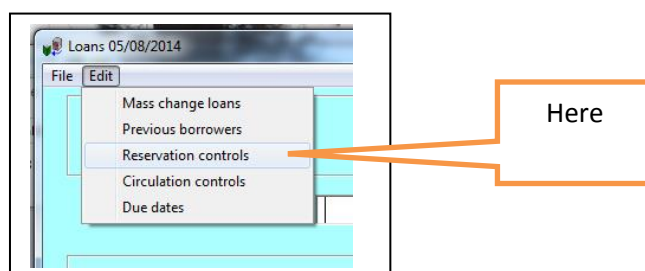 Loans 05/08/2014
File Edit
Mass change loans
Previous borrowers
Reservation controls
Circulation controls
Due dates
Here